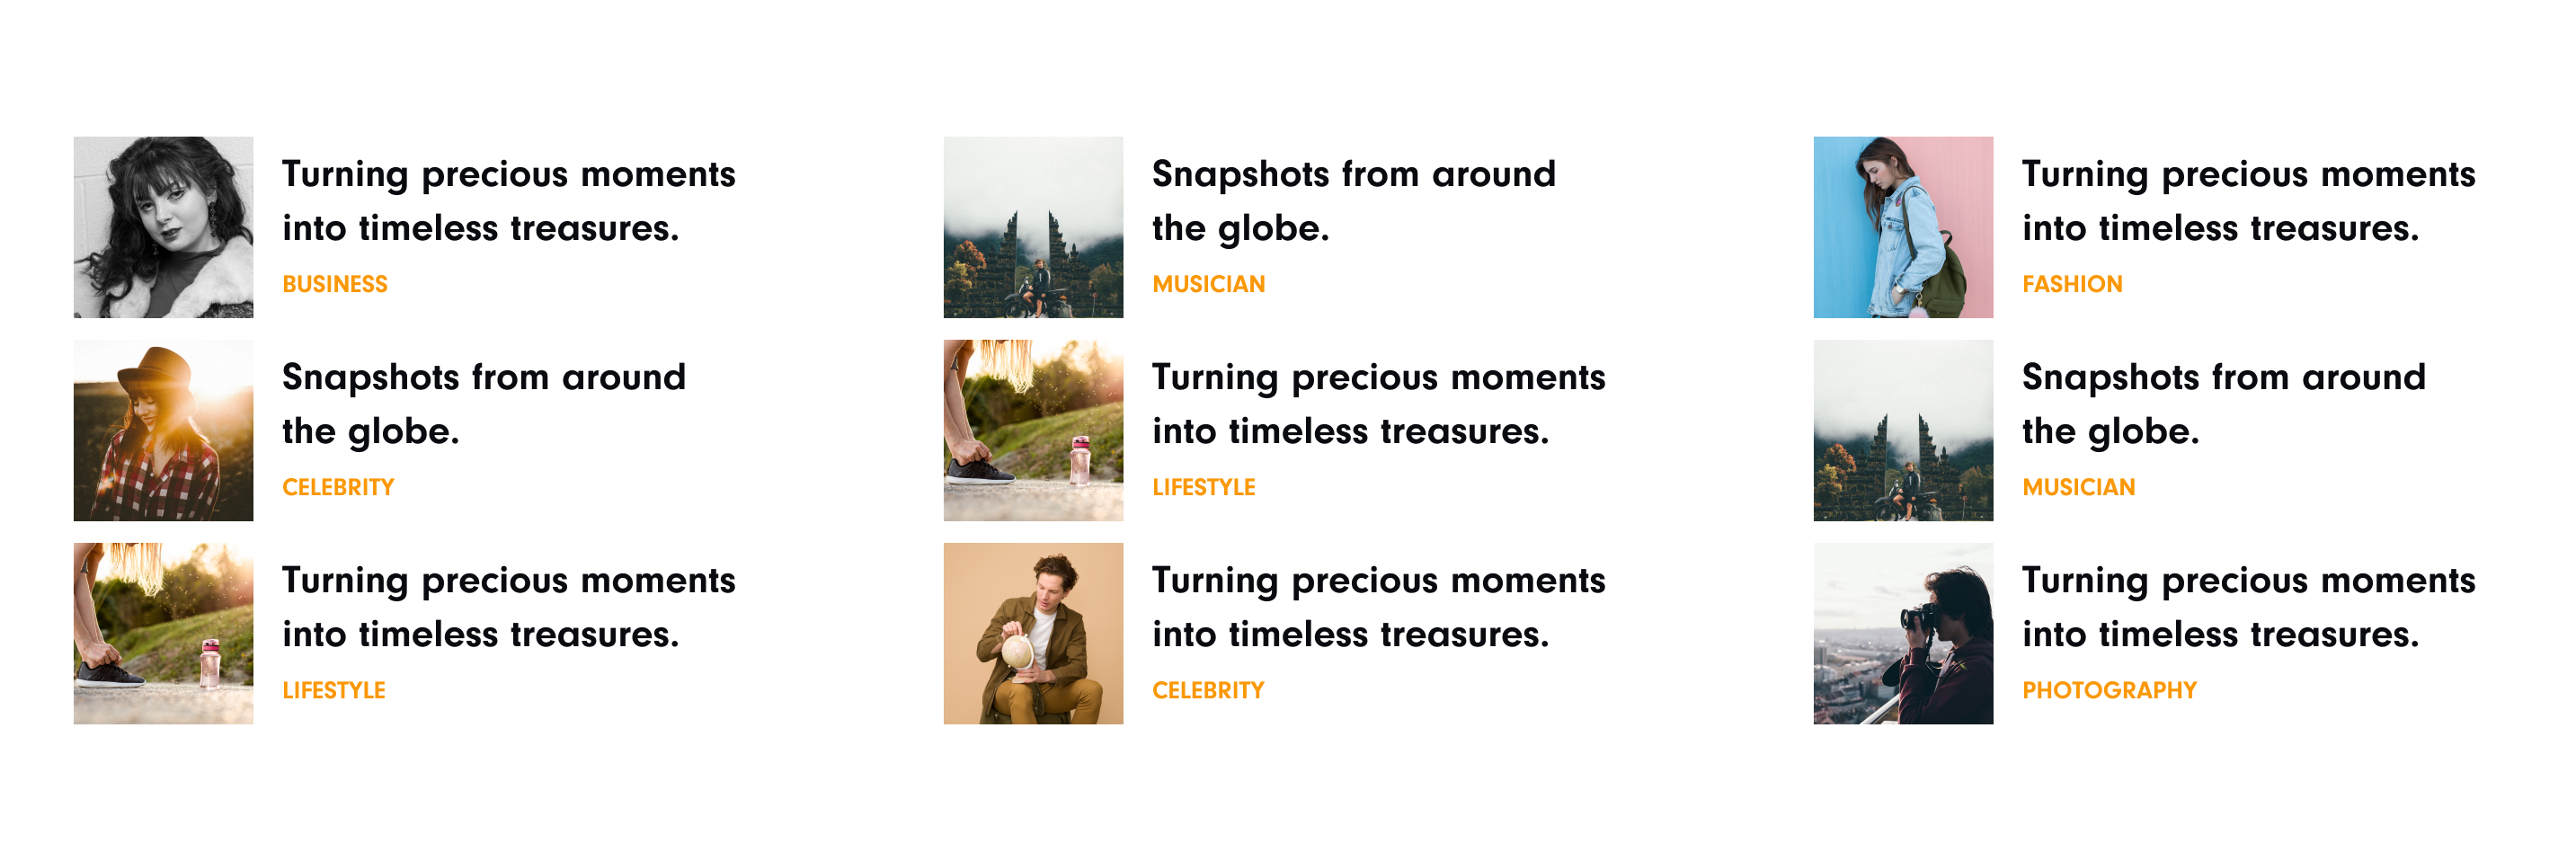 Turning precious moments
into timeless treasures.
BUSINESS
Snapshots from around
the globe.
CELEBRITY
Turning precious moments
into timeless treasures.
LIFESTYLE
Snapshots from around
the globe.
MUSICIAN
Turning precious moments
into timeless treasures.
LIFESTYLE
Turning precious moments
into timeless treasures.
CELEBRITY
Turning precious moments
into timeless treasures.
FASHION
Snapshots from around
the globe.
MUSICIAN
Turning precious moments
into timeless treasures.
PHOTOGRAPHY